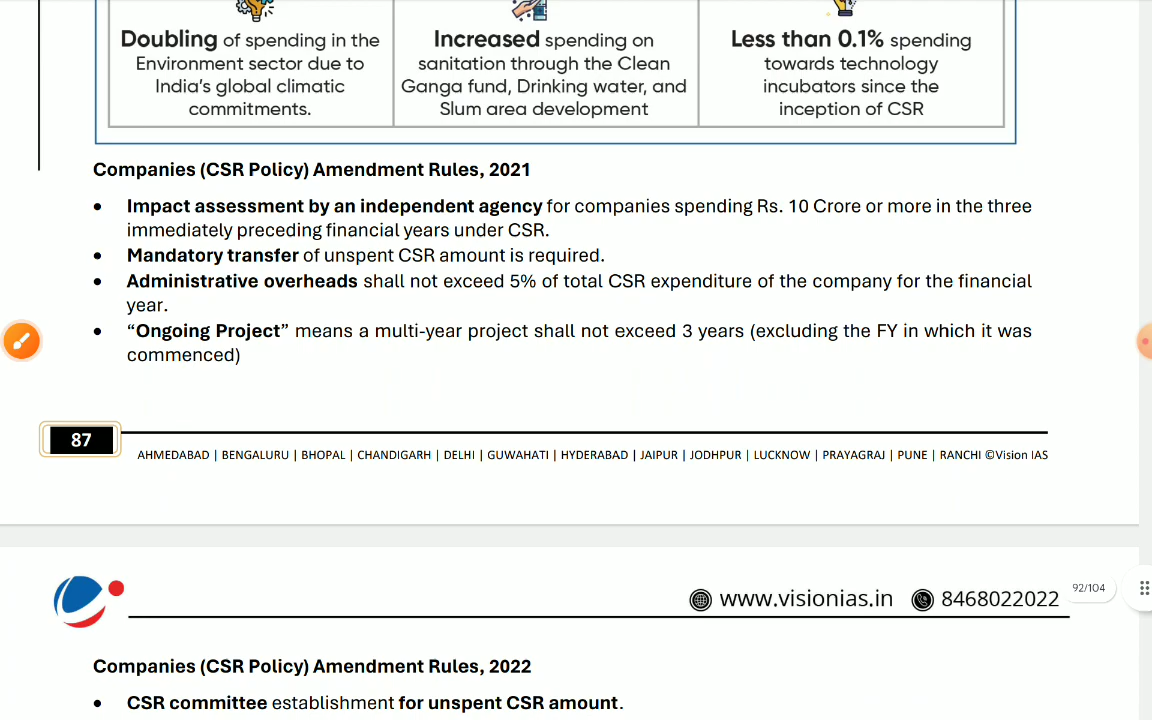 Doubling of spending in the
Environment sector due to
India's global climatic
commitments.
Increased spending on
sanitation through the Clean
Ganga fund, Drinking water, and
Slum area development
Less than 0.1% spending
towards technology
incubators since the
inception of CSR
Companies (CSR Policy) Amendment Rules, 2021
• Impact assessment by an independent agency for companies spending Rs. 10 Crore or more in the three
immediately preceding financial years under CSR.
• Mandatory transfer of unspent CSR amount is required.
• Administrative overheads shall not exceed 5% of total CSR expenditure of the company for the financial
year.
• “Ongoing Project” means a multi-year project shall not exceed 3 years (excluding the FY in which it was
commenced)
87
AHMEDABAD | BENGALURU | BHOPAL | CHANDIGARH | DELHI | GUWAHATI | HYDERABAD | JAIPUR | JODHPUR | LUCKNOW | PRAYAGRAJ | PUNE | RANCHI ©Vision IAS
www.visionias.in 8468022022
92/104
Companies (CSR Policy) Amendment Rules, 2022
• CSR committee establishment for unspent CSR amount.